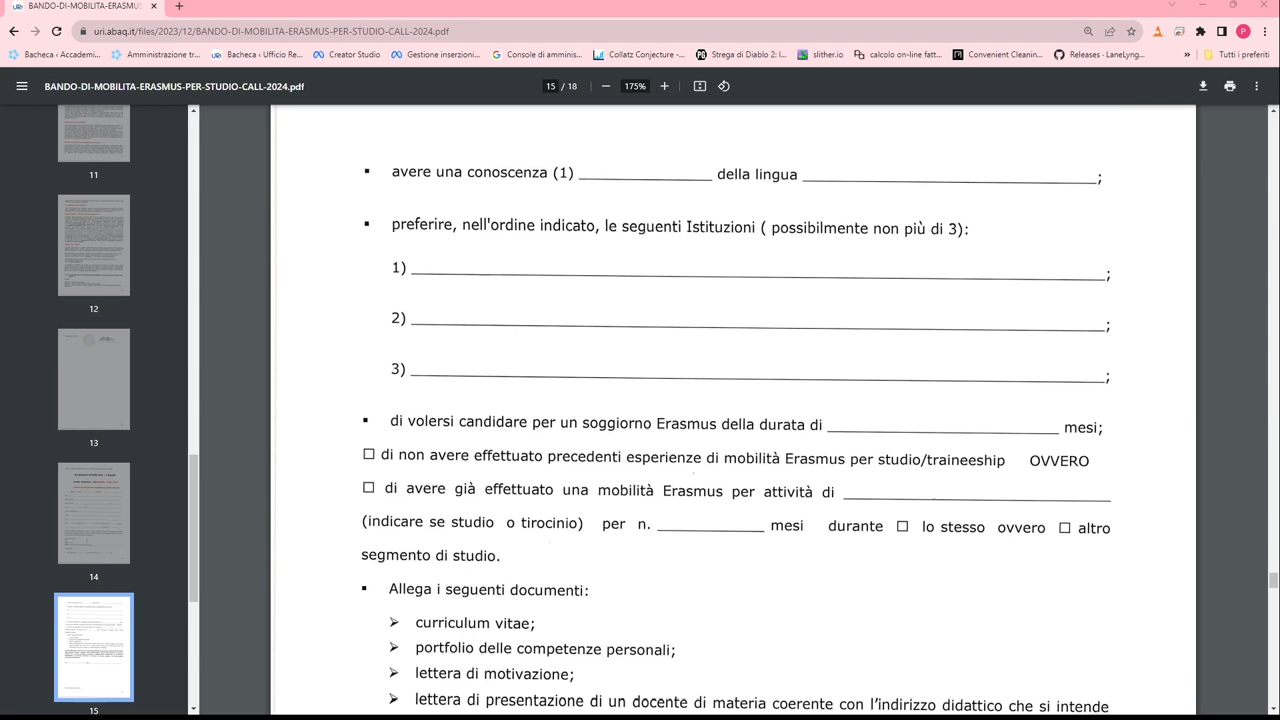 BANDO-DI-MOBILITA-ERASMUS
uri.abaq.it/files/2023/12/BANDO-DI-MOBILITA-ERASMUS-PER-STUDIO-CALL-2024.pdf
Bacheca ‹ Accademi... Amministrazione tr... Bacheca ‹ Ufficio Re... Creator Studio Gestione inserzioni... Console di amminis... Collatz Conjecture –... Strega di Diablo 2: I... slither.io calcolo on-line fatt... Convenient Cleanin... Releases · LaneLyng... » Tutti i preferiti
BANDO-DI-MOBILITA-ERASMUS-PER-STUDIO-CALL-2024.pdf 15 / 18 175%
11
12
13
14
15
▪ avere una conoscenza (1) ____________ della lingua ____________________________;
▪ preferire, nell'ordine indicato, le seguenti Istituzioni ( possibilmente non più di 3):
1) ____________________________________________________________;
2) ____________________________________________________________;
3) ____________________________________________________________;
▪ di volersi candidare per un soggiorno Erasmus della durata di ____________________ mesi;
☐ di non avere effettuato precedenti esperienze di mobilità Erasmus per studio/traineeship OVVERO
☐ di avere già effettuato una mobilità Erasmus per attività di ________________________
(indicare se studio o tirocinio) per n. __________ mesi durante ☐ lo stesso ovvero ☐ altro
segmento di studio.
▪ Allega i seguenti documenti:
➢ curriculum vitae;
➢ portfolio delle competenze personali;
➢ lettera di motivazione;
➢ lettera di presentazione di un docente di materia coerente con l'indirizzo didattico che si intende